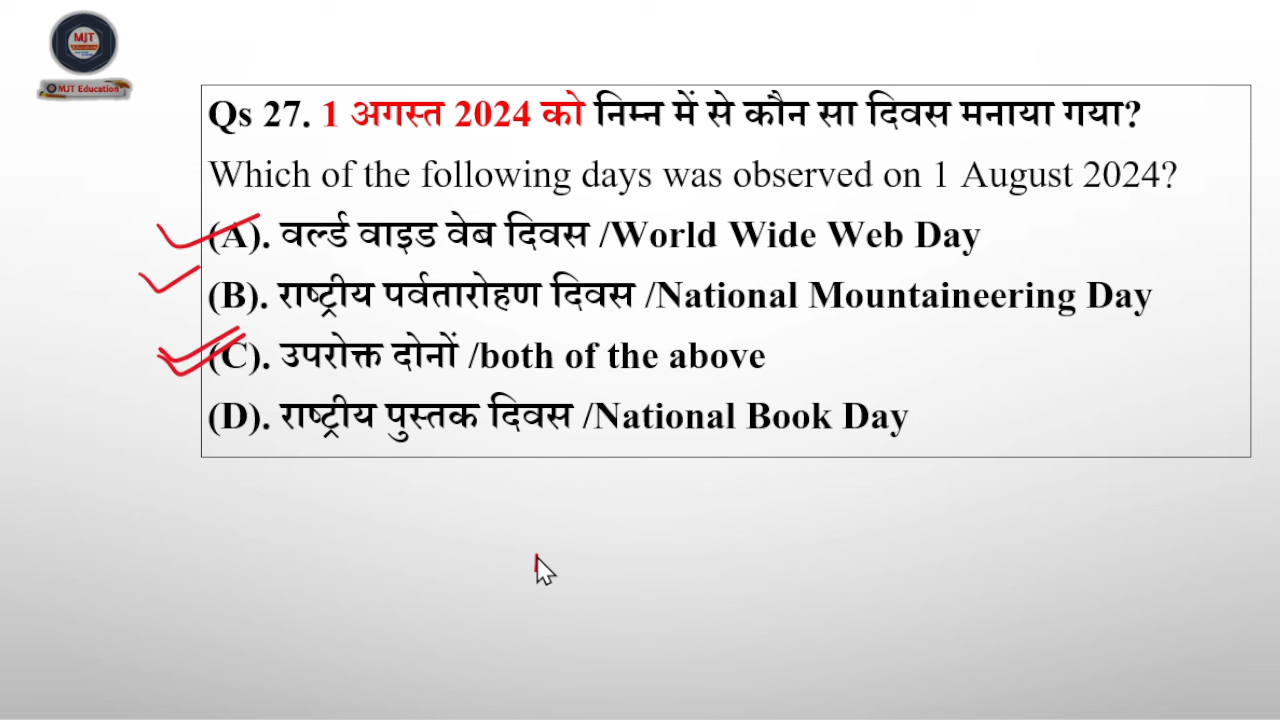 MJT
MJT Education
Qs 27. 1 अगस्त 2024 को निम्न में से कौन सा दिवस मनाया गया?
Which of the following days was observed on 1 August 2024?
(A). वर्ल्ड वाइड वेब दिवस /World Wide Web Day
(B). राष्ट्रीय पर्वतारोहण दिवस /National Mountaineering Day
(C). उपरोक्त दोनों /both of the above
(D). राष्ट्रीय पुस्तक दिवस /National Book Day